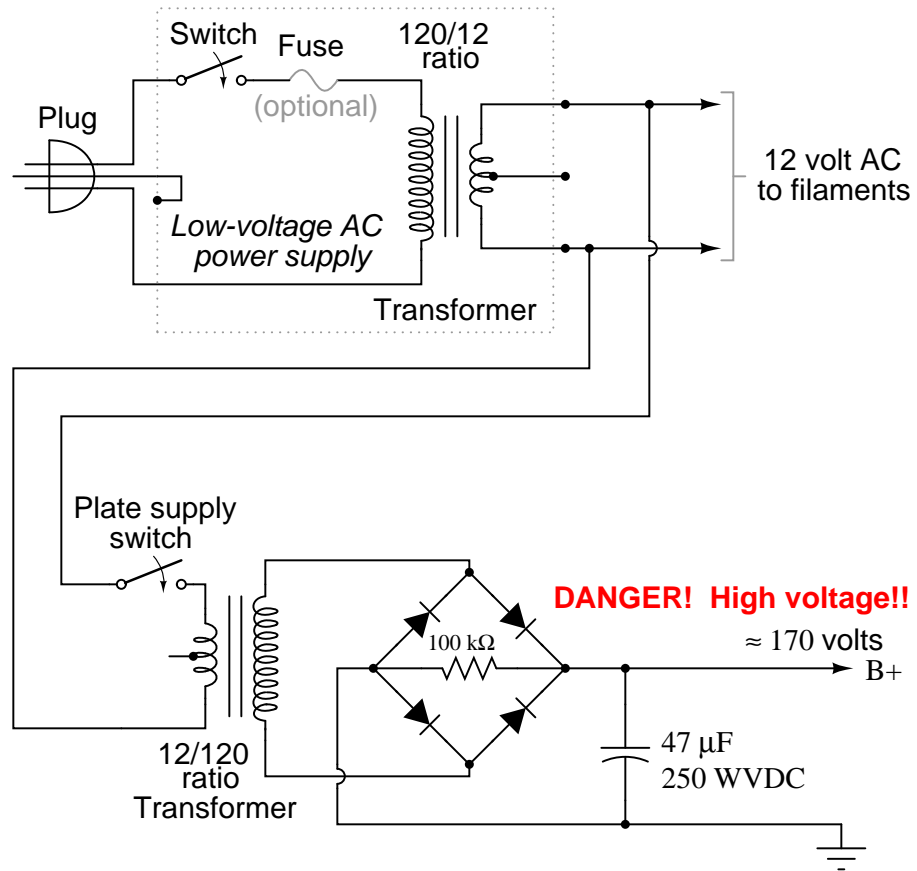 Switch
Fuse
(optional)
120/12
ratio
Plug
Low-voltage AC
power supply
Transformer
12 volt AC
to filaments
Plate supply
switch
12/120
ratio
Transformer
100 kΩ
DANGER!  High voltage!!
≈ 170 volts
B+
47 μF
250 WVDC